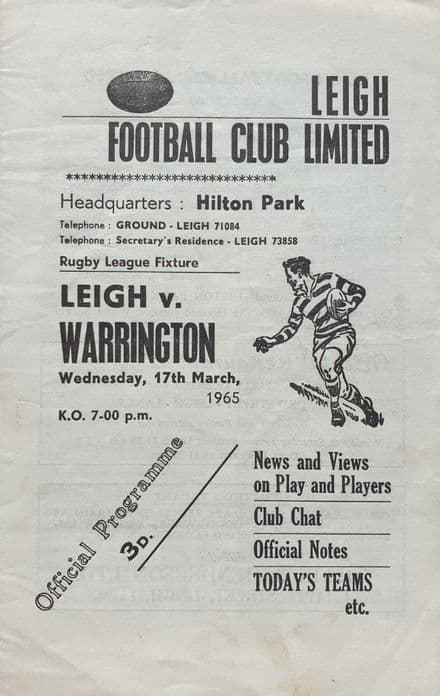 LEIGH
FOOTBALL CLUB LIMITED
****************************
Headquarters : Hilton Park
Telephone : GROUND - LEIGH 71084
Telephone : Secretary's Residence - LEIGH 73858
Rugby League Fixture
LEIGH v.
WARRINGTON
Wednesday, 17th March,
1965
K.O. 7-00 p.m.
Official Programme
3D.
News and Views
on Play and Players
Club Chat
Official Notes
TODAY'S TEAMS
etc.